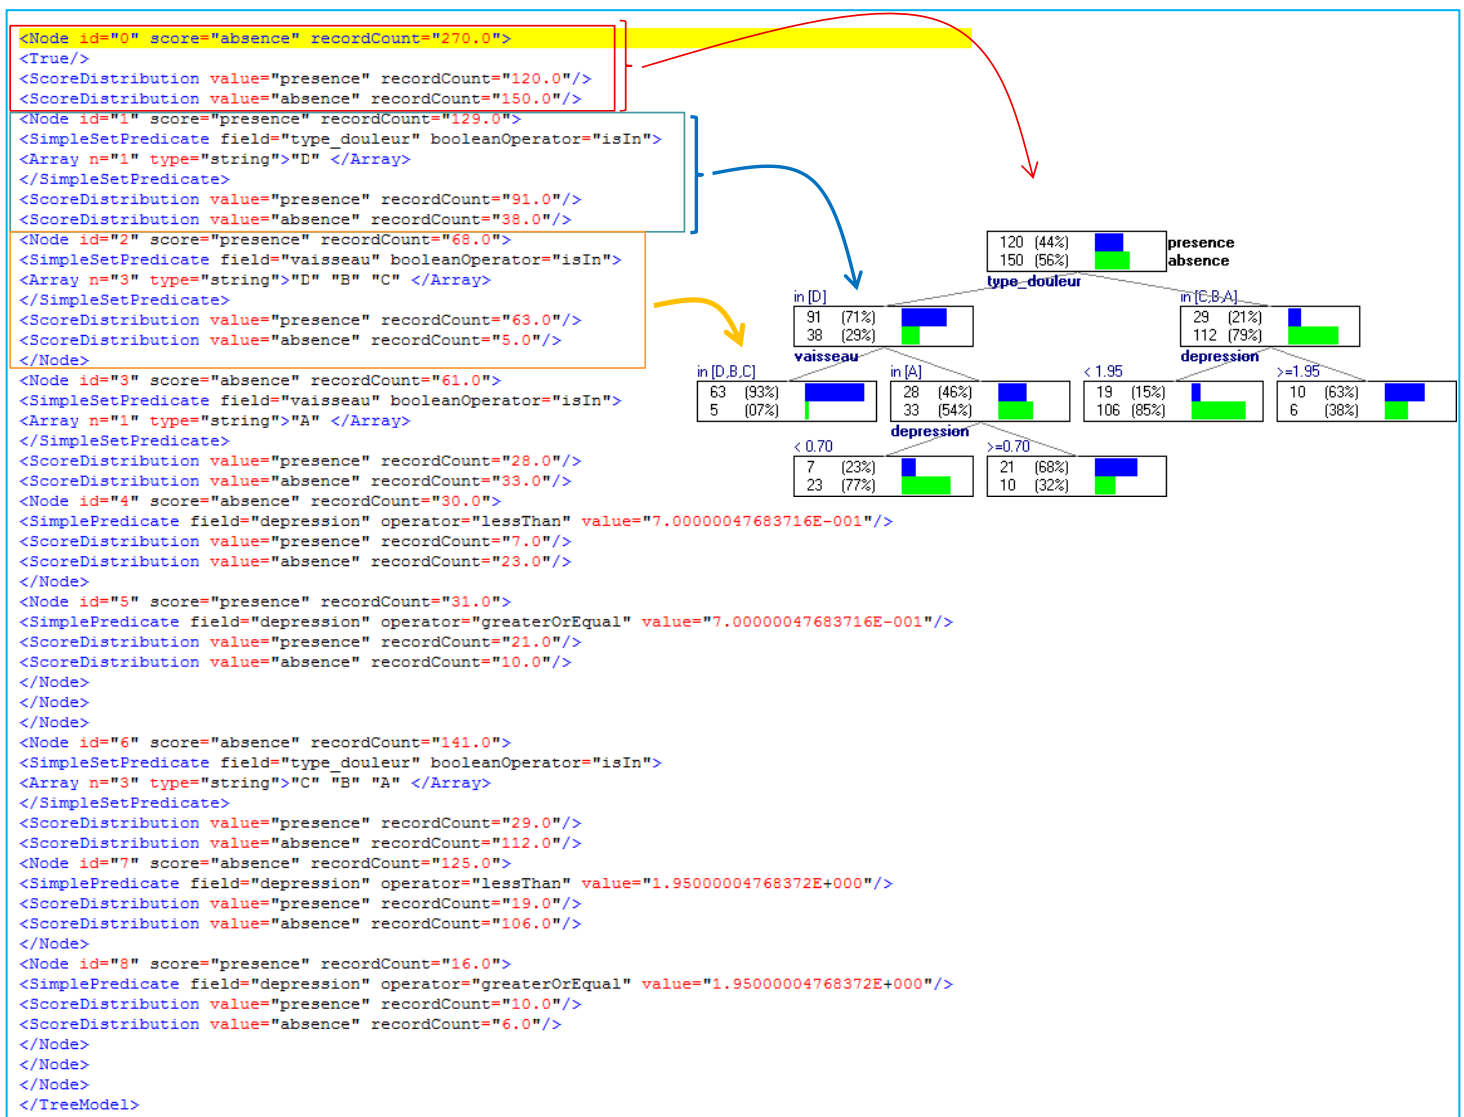 <Node id="0" score="absence" recordCount="270.0">
<True/>
<ScoreDistribution value="presence" recordCount="120.0"/>
<ScoreDistribution value="absence" recordCount="150.0"/>
<Node id="1" score="presence" recordCount="129.0">
<SimpleSetPredicate field="type_douleur" booleanOperator="isIn">
<Array n="1" type="string">"D" </Array>
</SimpleSetPredicate>
<ScoreDistribution value="presence" recordCount="91.0"/>
<ScoreDistribution value="absence" recordCount="38.0"/>
<Node id="2" score="presence" recordCount="68.0">
<SimpleSetPredicate field="vaisseau" booleanOperator="isIn">
<Array n="3" type="string">"D" "B" "C" </Array>
</SimpleSetPredicate>
<ScoreDistribution value="presence" recordCount="63.0"/>
<ScoreDistribution value="absence" recordCount="5.0"/>
</Node>
<Node id="3" score="absence" recordCount="61.0">
<SimpleSetPredicate field="vaisseau" booleanOperator="isIn">
<Array n="1" type="string">"A" </Array>
</SimpleSetPredicate>
<ScoreDistribution value="presence" recordCount="28.0"/>
<ScoreDistribution value="absence" recordCount="33.0"/>
<Node id="4" score="absence" recordCount="30.0">
<SimplePredicate field="depression" operator="lessThan" value="7.00000047683716E-001"/>
<ScoreDistribution value="presence" recordCount="7.0"/>
<ScoreDistribution value="absence" recordCount="23.0"/>
</Node>
<Node id="5" score="presence" recordCount="31.0">
<SimplePredicate field="depression" operator="greaterOrEqual" value="7.00000047683716E-001"/>
<ScoreDistribution value="presence" recordCount="21.0"/>
<ScoreDistribution value="absence" recordCount="10.0"/>
</Node>
</Node>
</Node>
<Node id="6" score="absence" recordCount="141.0">
<SimpleSetPredicate field="type_douleur" booleanOperator="isIn">
<Array n="3" type="string">"C" "B" "A" </Array>
</SimpleSetPredicate>
<ScoreDistribution value="presence" recordCount="29.0"/>
<ScoreDistribution value="absence" recordCount="112.0"/>
<Node id="7" score="absence" recordCount="125.0">
<SimplePredicate field="depression" operator="lessThan" value="1.95000004768372E+000"/>
<ScoreDistribution value="presence" recordCount="19.0"/>
<ScoreDistribution value="absence" recordCount="106.0"/>
</Node>
<Node id="8" score="presence" recordCount="16.0">
<SimplePredicate field="depression" operator="greaterOrEqual" value="1.95000004768372E+000"/>
<ScoreDistribution value="presence" recordCount="10.0"/>
<ScoreDistribution value="absence" recordCount="6.0"/>
</Node>
</Node>
</Node>
</TreeModel>
120 (44%) presence
150 (56%) absence
type_douleur
in [D]
91 (71%)
38 (29%)
vaisseau
in [C,B,A]
29 (21%)
112 (79%)
depression
in [D,B,C]
63 (93%)
5 (07%)
in [A]
28 (46%)
33 (54%)
depression
< 1.95
19 (15%)
106 (85%)
>=1.95
10 (63%)
6 (38%)
< 0.70
7 (23%)
23 (77%)
>=0.70
21 (68%)
10 (32%)